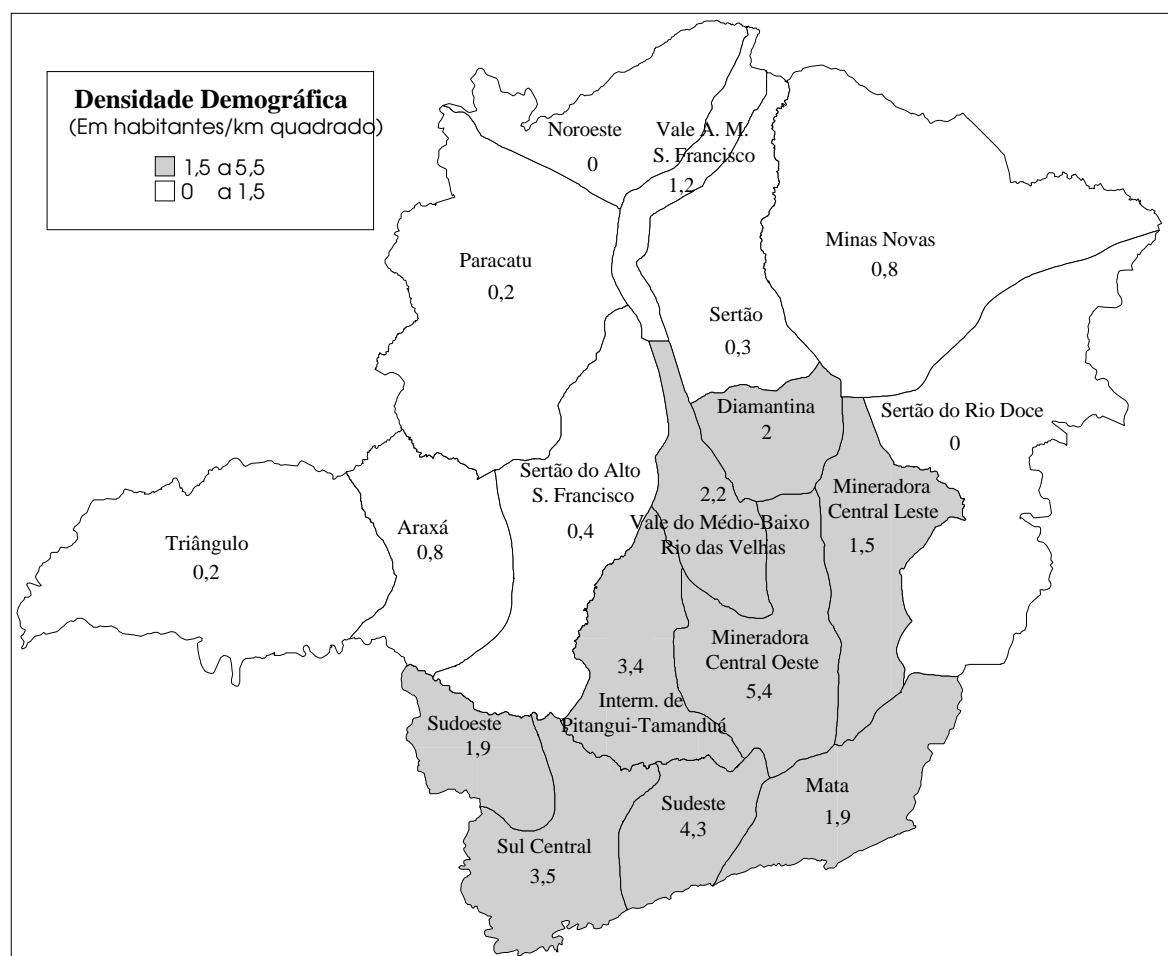 Densidade Demográfica
(Em habitantes/km quadrado)
1,5 a 5,5
0 a 1,5
Noroeste
0
Vale A. M.
S. Francisco
1,2
Minas Novas
0,8
Paracatu
0,2
Sertão
0,3
Diamantina
2
Sertão do Rio Doce
0
Sertão do Alto
S. Francisco
0,4
2,2
Vale do Médio-Baixo
Rio das Velhas
Mineradora
Central Leste
1,5
Araxá
0,8
Triângulo
0,2
Mineradora
Central Oeste
5,4
3,4
Interm. de
Pitangui-Tamanduá
Sudoeste
1,9
Mata
1,9
Sudeste
4,3
Sul Central
3,5